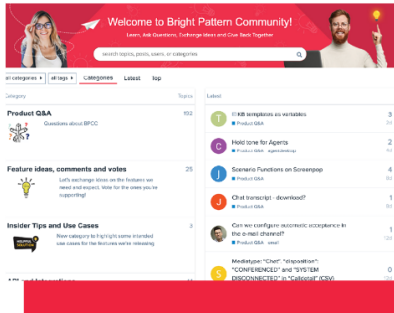 Welcome to Bright Pattern Community!
Learn, Ask Questions, Exchange Ideas and Give Back Together
search topics, posts, users, or categories
all categories
all tags
Categories
Latest
Top
Category
Topics
Product Q&A
192
Questions about BPCC
Feature ideas, comments and votes
25
Let's exchange ideas on the features we
need and expect. Vote for the ones you're
supporting!
Insider Tips and Use Cases
3
New category to highlight some intended
use cases for the features we're releasing
Latest
T
KB templates as variables
3
Product Q&A
C
Hold tone for Agents
2
Product Q&A
J
Scenario Functions on Screenpop
4
Product Q&A
J
Chat transcript - download?
1
Product Q&A
Can we configure automatic acceptance in
the e-mail channel?
1
Product Q&A
email
S
Mediatype: "Chat", "disposition":
"CONFERENCED" and "SYSTEM
DISCONNECTED" in "Calldetail" (CSV)
0